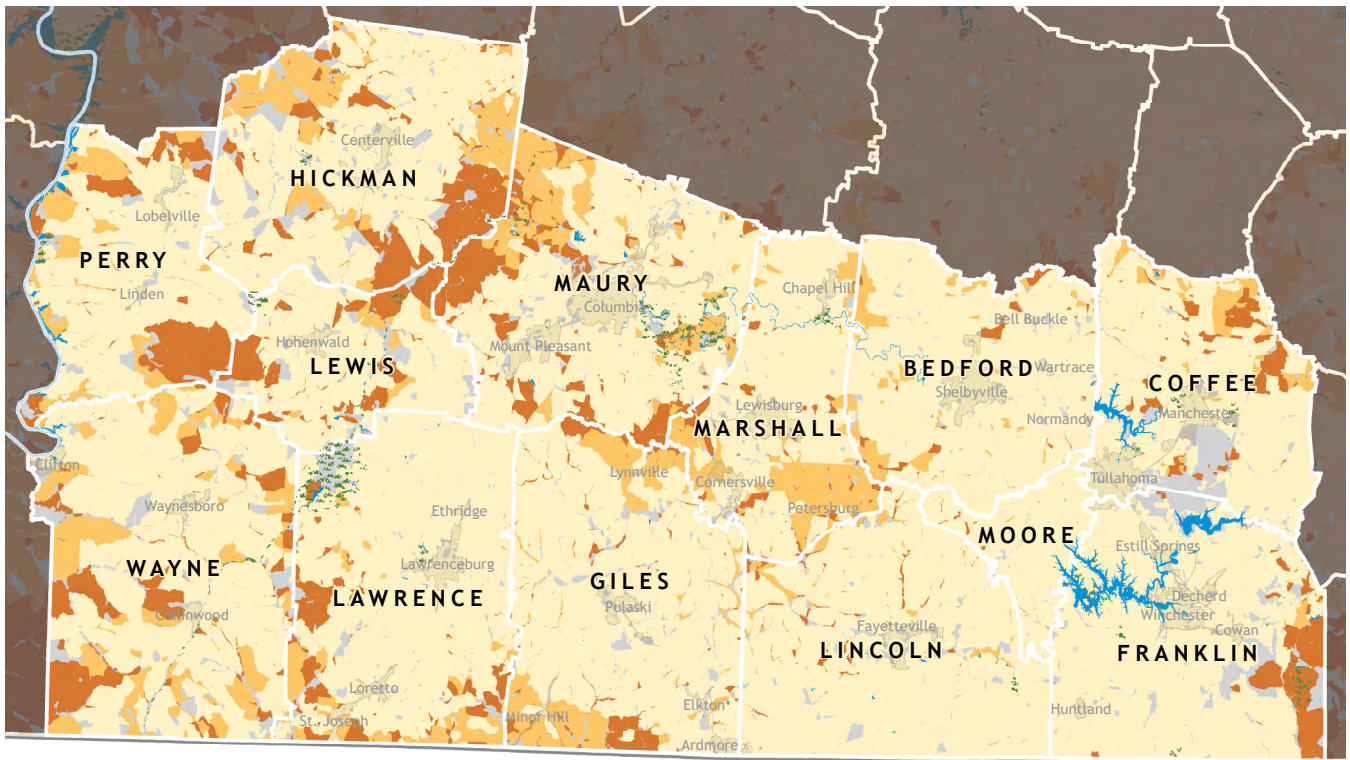 Centerville
HICKMAN
Lobelville
PERRY
Linden
MAURY
Columbia
Chapel Hill
Mount Pleasant
Hohenwald
LEWIS
Bell Buckle
BEDFORD
Wartrace
Shelbyville
COFFEE
Manchester
Normandy
Lewisburg
MARSHALL
Clifton
Lynnville
Cornersville
Tullahoma
Waynesboro
Ethridge
Petersburg
MOORE
Estill Springs
WAYNE
Lawrenceburg
LAWRENCE
GILES
Pulaski
Collinwood
Decherd
Winchester
Cowan
Fayetteville
LINCOLN
FRANKLIN
Loretto
St. Joseph
Minor Hill
Elkton
Ardmore
Huntland